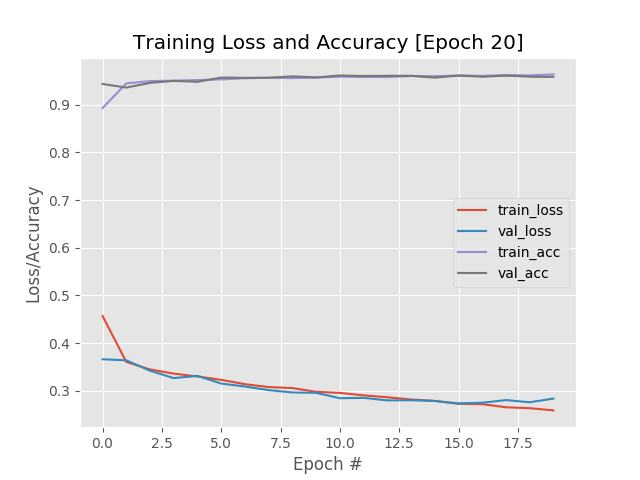 Training Loss and Accuracy [Epoch 20]
0.9
0.8
0.7
0.6
0.5
0.4
0.3
Loss/Accuracy
train_loss
val_loss
train_acc
val_acc
0.0 2.5 5.0 7.5 10.0 12.5 15.0 17.5
Epoch #